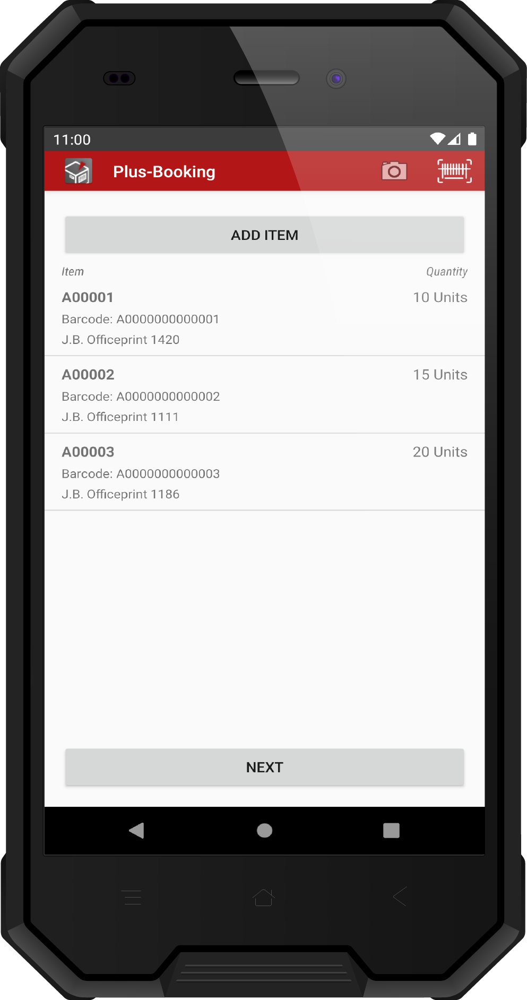 11:00
Plus-Booking
ADD ITEM
Item Quantity
A00001 10 Units
Barcode: A0000000000001
J.B. Officeprint 1420
A00002 15 Units
Barcode: A0000000000002
J.B. Officeprint 1111
A00003 20 Units
Barcode: A0000000000003
J.B. Officeprint 1186
NEXT